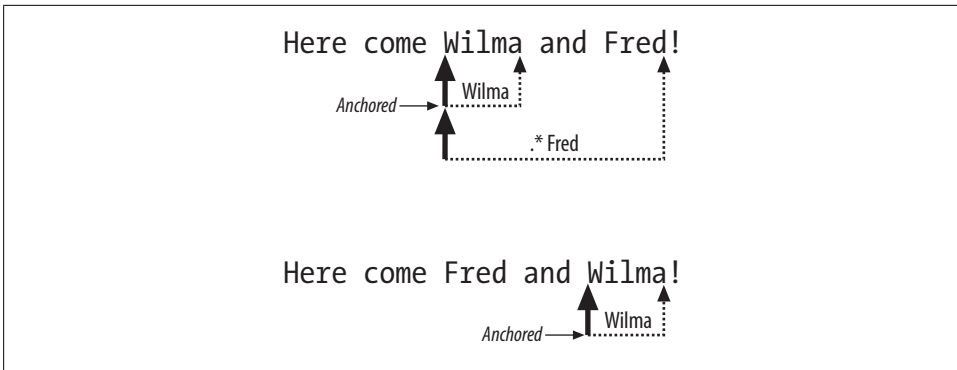 Here come Wilma and Fred!
Wilma
Anchored
.* Fred
Here come Fred and Wilma!
Wilma
Anchored